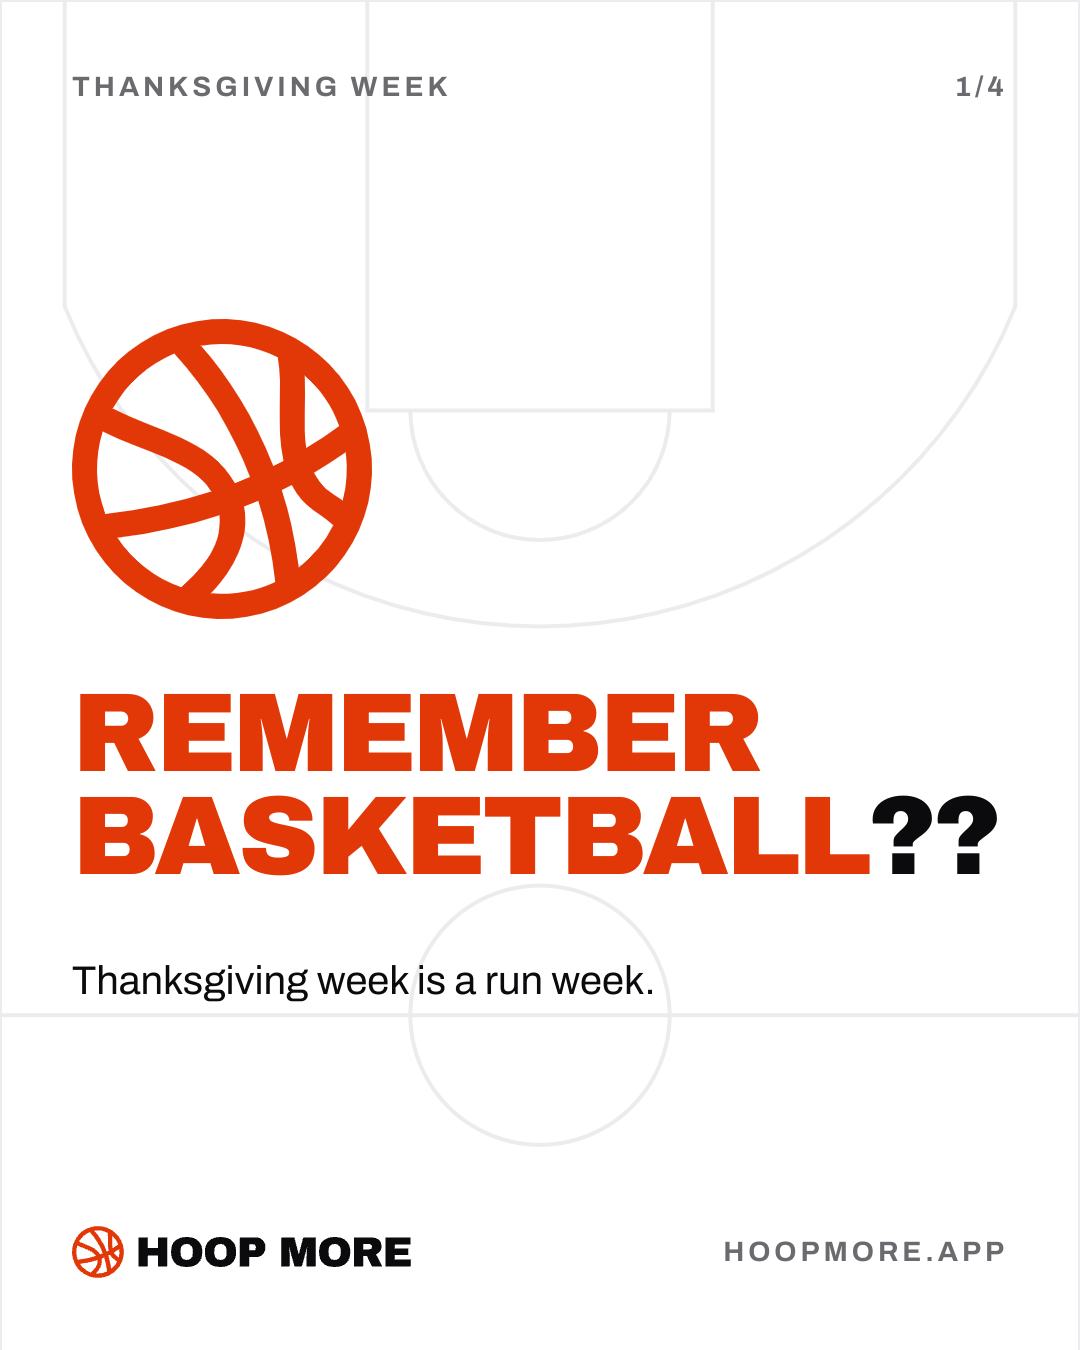 THANKSGIVING WEEK
1/4
REMEMBER
BASKETBALL??
Thanksgiving week is a run week.
HOOP MORE
HOOPMORE.APP